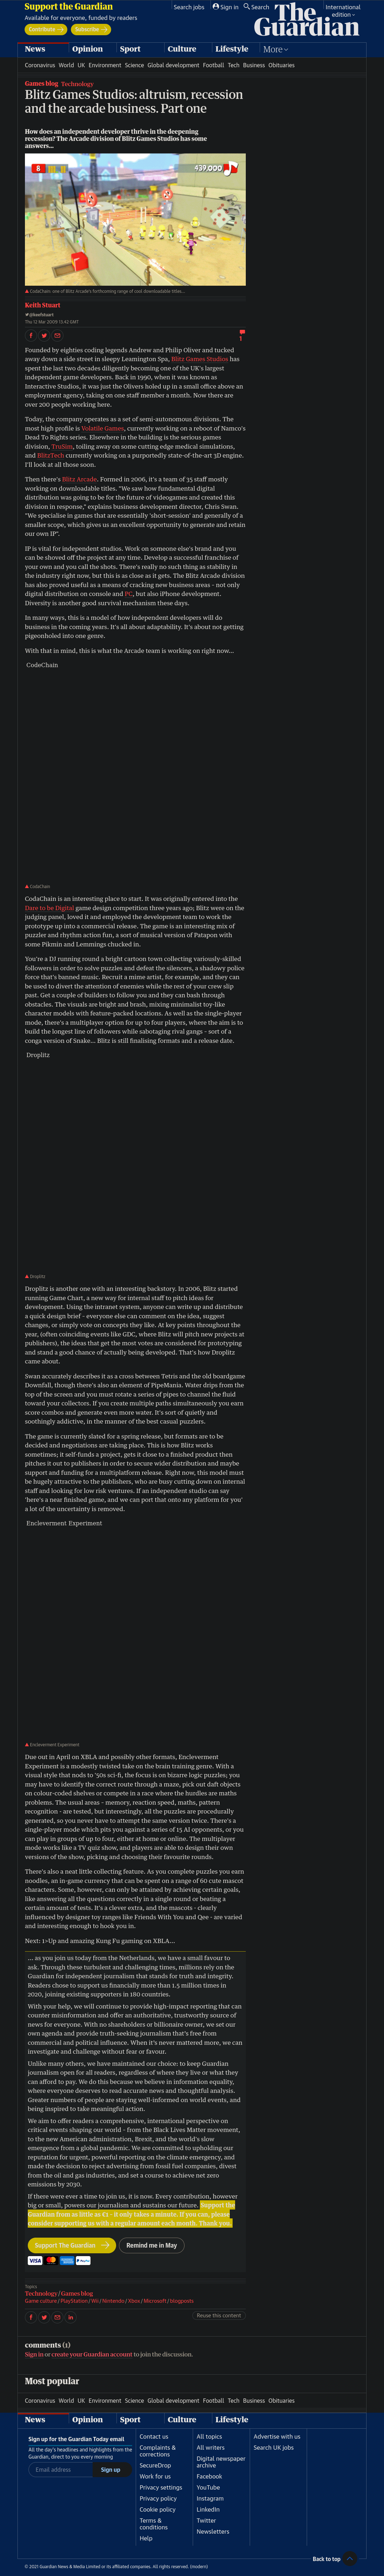 Support the Guardian
Available for everyone, funded by readers
Contribute
Subscribe
Search jobs
Sign in
Search
International edition
The Guardian
News
Opinion
Sport
Culture
Lifestyle
More
Coronavirus World UK Environment Science Global development Football Tech Business Obituaries
Games blog Technology
Blitz Games Studios: altruism, recession
and the arcade business. Part one
How does an independent developer thrive in the deepening
recession? The Arcade division of Blitz Games Studios has some
answers...
8
439,000
CodaChain: one of Blitz Arcade's forthcoming range of cool downloadable titles...
Keith Stuart
@keefstuart
Thu 12 Mar 2009 13.43 GMT
1
Founded by eighties coding legends Andrew and Philip Oliver and tucked
away down a side street in sleepy Leamington Spa, Blitz Games Studios has
spent the last two decades diligently becoming one of the UK's largest
independent game developers. Back in 1990, when it was known as
Interactive Studios, it was just the Olivers holed up in a small office above an
employment agency, taking on one staff member a month. Now there are
over 200 people working here.
Today, the company operates as a set of semi-autonomous divisions. The
most high profile is Volatile Games, currently working on a reboot of Namco's
Dead To Rights series. Elsewhere in the building is the serious games
division, TruSim, toiling away on some cutting edge medical simulations,
and BlitzTech currently working on a purposely state-of-the-art 3D engine.
I'll look at all those soon.
Then there's Blitz Arcade. Formed in 2006, it's a team of 35 staff mostly
working on downloadable titles. "We saw how fundamental digital
distribution was going to be for the future of videogames and created this
division in response," explains business development director, Chris Swan.
"We specialise in games that are essentially 'short-session' and generally of a
smaller scope, which gives us an excellent opportunity to generate and retain
our own IP".
IP is vital for independent studios. Work on someone else's brand and you
can be shoved off the project at any time. Develop a successful franchise of
your own and you call the shots. There's really no such thing as stability in
the industry right now, but this is as close as it gets. The Blitz Arcade division
has also proved useful as a means of cracking new business areas - not only
digital distribution on console and PC, but also iPhone development.
Diversity is another good survival mechanism these days.
In many ways, this is a model of how independent developers will do
business in the coming years. It's all about adaptability. It's about not getting
pigeonholed into one genre.
With that in mind, this is what the Arcade team is working on right now...
CodeChain
CodaChain
CodaChain is an interesting place to start. It was originally entered into the
Dare to be Digital game design competition three years ago; Blitz were on the
judging panel, loved it and employed the development team to work the
prototype up into a commercial release. The game is an interesting mix of
puzzler and rhythm action fun, a sort of musical version of Patapon with
some Pikmin and Lemmings chucked in.
You're a DJ running round a bright cartoon town collecting variously-skilled
followers in order to solve puzzles and defeat the silencers, a shadowy police
force that's banned music. Recruit a mime artist, for example, and they can
be used to divert the attention of enemies while the rest of your crew slip
past. Get a couple of builders to follow you and they can bash through
obstacles. The visuals are bright and brash, mixing minimalist toy-like
character models with feature-packed locations. As well as the single-player
mode, there's a multiplayer option for up to four players, where the aim is to
build the longest line of followers while sabotaging rival gangs - sort of a
conga version of Snake... Blitz is still finalising formats and a release date.
Droplitz
Droplitz
Droplitz is another one with an interesting backstory. In 2006, Blitz started
running Game Chart, a new way for internal staff to pitch ideas for
development. Using the intranet system, anyone can write up and distribute
a quick design brief - everyone else can comment on the idea, suggest
changes, or simply vote on concepts they like. At key points throughout the
year, (often coinciding events like GDC, where Blitz will pitch new projects at
publishers), the ideas that get the most votes are considered for prototyping
and stand a good chance of actually being developed. That's how Droplitz
came about.
Swan accurately describes it as a cross between Tetris and the old boardgame
Downfall, though there's also an element of PipeMania. Water drips from the
top of the screen and you must rotate a series of dials, channeling the fluid
toward your collectors. If you create multiple paths simultaneously you earn
score combos and generate even more water. It's sort of quietly and
soothingly addictive, in the manner of the best casual puzzlers.
The game is currently slated for a spring release, but formats are to be
decided and negotiations are taking place. This is how Blitz works
sometimes; it self-funds a project, gets it close to a finished product then
pitches it out to publishers in order to secure wider distribution and maybe
support and funding for a multiplatform release. Right now, this model must
be hugely attractive to the publishers, who are busy cutting down on internal
staff and looking for low risk ventures. If an independent studio can say
'here's a near finished game, and we can port that onto any platform for you'
a lot of the uncertainty is removed.
Encleverment Experiment
Encleverment Experiment
Due out in April on XBLA and possibly other formats, Encleverment
Experiment is a modestly twisted take on the brain training genre. With a
visual style that nods to '50s sci-fi, the focus is on bizarre logic puzzles; you
may have to identify the correct route through a maze, pick out daft objects
on colour-coded shelves or compete in a race where the hurdles are maths
problems. The usual areas - memory, reaction speed, maths, pattern
recognition - are tested, but interestingly, all the puzzles are procedurally
generated, so you never have to attempt the same version twice. There's a
single-player mode which pits you against a series of 15 AI opponents, or you
can play in groups of up to four, either at home or online. The multiplayer
mode works like a TV quiz show, and players are able to design their own
versions of the show, picking and choosing their favourite rounds.
There's also a neat little collecting feature. As you complete puzzles you earn
noodles, an in-game currency that can be spent on a range of 60 cute mascot
characters. Some, however, can only be attained by achieving certain goals,
like answering all the questions correctly in a round or finishing within a
certain amount of tests. It's a clever extra, and the mascots - clearly
influenced by designer toy ranges like Friends With You and Qee - are varied
and interesting enough to hook you in.
Next: 1>Up and amazing Kung Fu gaming on XBLA...
... as you join us today from the Netherlands, we have a small favour to
ask. Through these turbulent and challenging times, millions rely on the
Guardian for independent journalism that stands for truth and integrity.
Readers chose to support us financially more than 1.5 million times in
2020, joining existing supporters in 180 countries.
With your help, we will continue to provide high-impact reporting that can
counter misinformation and offer an authoritative, trustworthy source of
news for everyone. With no shareholders or billionaire owner, we set our
own agenda and provide truth-seeking journalism that's free from
commercial and political influence. When it's never mattered more, we can
investigate and challenge without fear or favour.
Unlike many others, we have maintained our choice: to keep Guardian
journalism open for all readers, regardless of where they live or what they
can afford to pay. We do this because we believe in information equality,
where everyone deserves to read accurate news and thoughtful analysis.
Greater numbers of people are staying well-informed on world events, and
being inspired to take meaningful action.
We aim to offer readers a comprehensive, international perspective on
critical events shaping our world – from the Black Lives Matter movement,
to the new American administration, Brexit, and the world's slow
emergence from a global pandemic. We are committed to upholding our
reputation for urgent, powerful reporting on the climate emergency, and
made the decision to reject advertising from fossil fuel companies, divest
from the oil and gas industries, and set a course to achieve net zero
emissions by 2030.
If there were ever a time to join us, it is now. Every contribution, however
big or small, powers our journalism and sustains our future. Support the
Guardian from as little as €1 – it only takes a minute. If you can, please
consider supporting us with a regular amount each month. Thank you.
Support The Guardian
Remind me in May
VISA
PayPal
Topics
Technology / Games blog
Game culture / PlayStation / Wii / Nintendo / Xbox / Microsoft / blogposts
Reuse this content
comments (1)
Sign in or create your Guardian account to join the discussion.
Most popular
Coronavirus World UK Environment Science Global development Football Tech Business Obituaries
News
Opinion
Sport
Culture
Lifestyle
Sign up for the Guardian Today email
All the day's headlines and highlights from the
Guardian, direct to you every morning
Email address
Sign up
Contact us
Complaints &
corrections
SecureDrop
Work for us
Privacy settings
Privacy policy
Cookie policy
Terms &
conditions
Help
All topics
All writers
Digital newspaper
archive
Facebook
YouTube
Instagram
LinkedIn
Twitter
Newsletters
Advertise with us
Search UK jobs
Back to top
© 2021 Guardian News & Media Limited or its affiliated companies. All rights reserved. (modern)